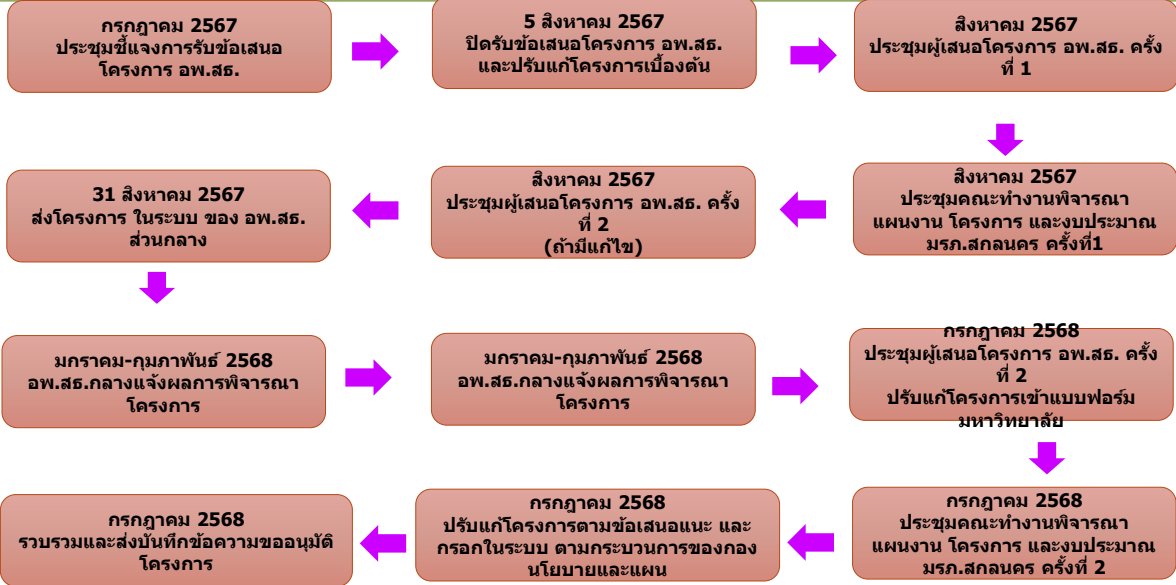 กรกฎาคม 2567
ประชุมชี้แจงการรับข้อเสนอ
โครงการ อพ.สธ.
5 สิงหาคม 2567
ปิดรับข้อเสนอโครงการ อพ.สธ.
และปรับแก้โครงการเบื้องต้น
สิงหาคม 2567
ประชุมผู้เสนอโครงการ อพ.สธ. ครั้ง
ที่ 1
สิงหาคม 2567
ประชุมคณะทำงานพิจารณา
แผนงาน โครงการ และงบประมาณ
มรภ.สกลนคร ครั้งที่1
สิงหาคม 2567
ประชุมผู้เสนอโครงการ อพ.สธ. ครั้ง
ที่ 2
(ถ้ามีแก้ไข)
31 สิงหาคม 2567
ส่งโครงการ ในระบบ ของ อพ.สธ.
ส่วนกลาง
มกราคม-กุมภาพันธ์ 2568
อพ.สธ.กลางแจ้งผลการพิจารณา
โครงการ
มกราคม-กุมภาพันธ์ 2568
อพ.สธ.กลางแจ้งผลการพิจารณา
โครงการ
กรกฎาคม 2568
ประชุมผู้เสนอโครงการ อพ.สธ. ครั้ง
ที่ 2
ปรับแก้โครงการเข้าแบบฟอร์ม
มหาวิทยาลัย
กรกฎาคม 2568
ประชุมคณะทำงานพิจารณา
แผนงาน โครงการ และงบประมาณ
มรภ.สกลนคร ครั้งที่ 2
กรกฎาคม 2568
ปรับแก้โครงการตามข้อเสนอแนะ และ
กรอกในระบบ ตามกระบวนการของกอง
นโยบายและแผน
กรกฎาคม 2568
รวบรวมและส่งบันทึกข้อความขออนุมัติ
โครงการ